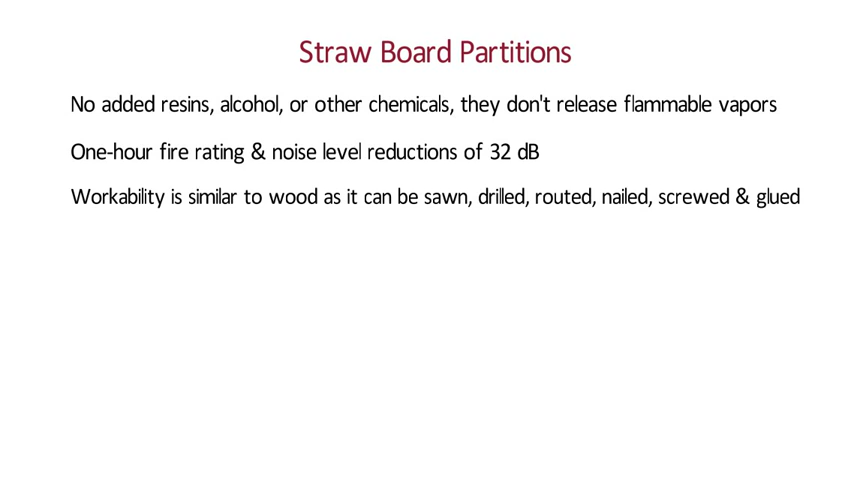 Straw Board Partitions
No added resins, alcohol, or other chemicals, they don't release flammable vapors
One-hour fire rating & noise level reductions of 32 dB
Workability is similar to wood as it can be sawn, drilled, routed, nailed, screwed & glued